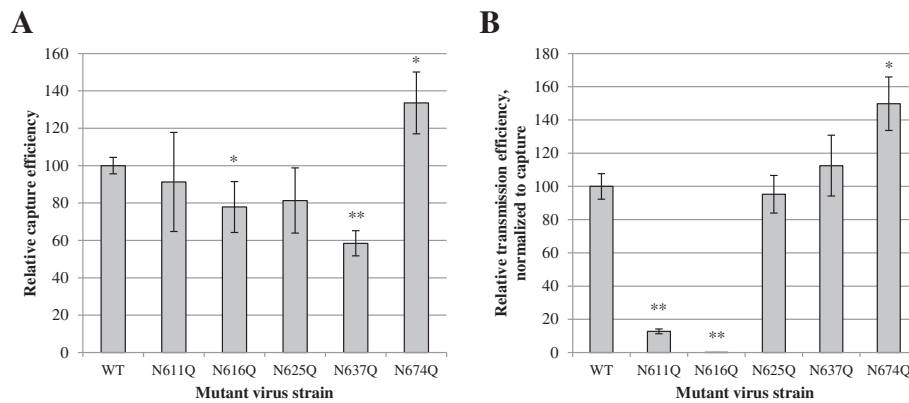 A
Relative capture efficiency
160
140
120
100
80
60
40
20
0
*
*
**
WT N611Q N616Q N625Q N637Q N674Q
Mutant virus strain
B
Relative transmission efficiency,
normalized to capture
180
160
140
120
100
80
60
40
20
0
*
**
**
WT N611Q N616Q N625Q N637Q N674Q
Mutant virus strain